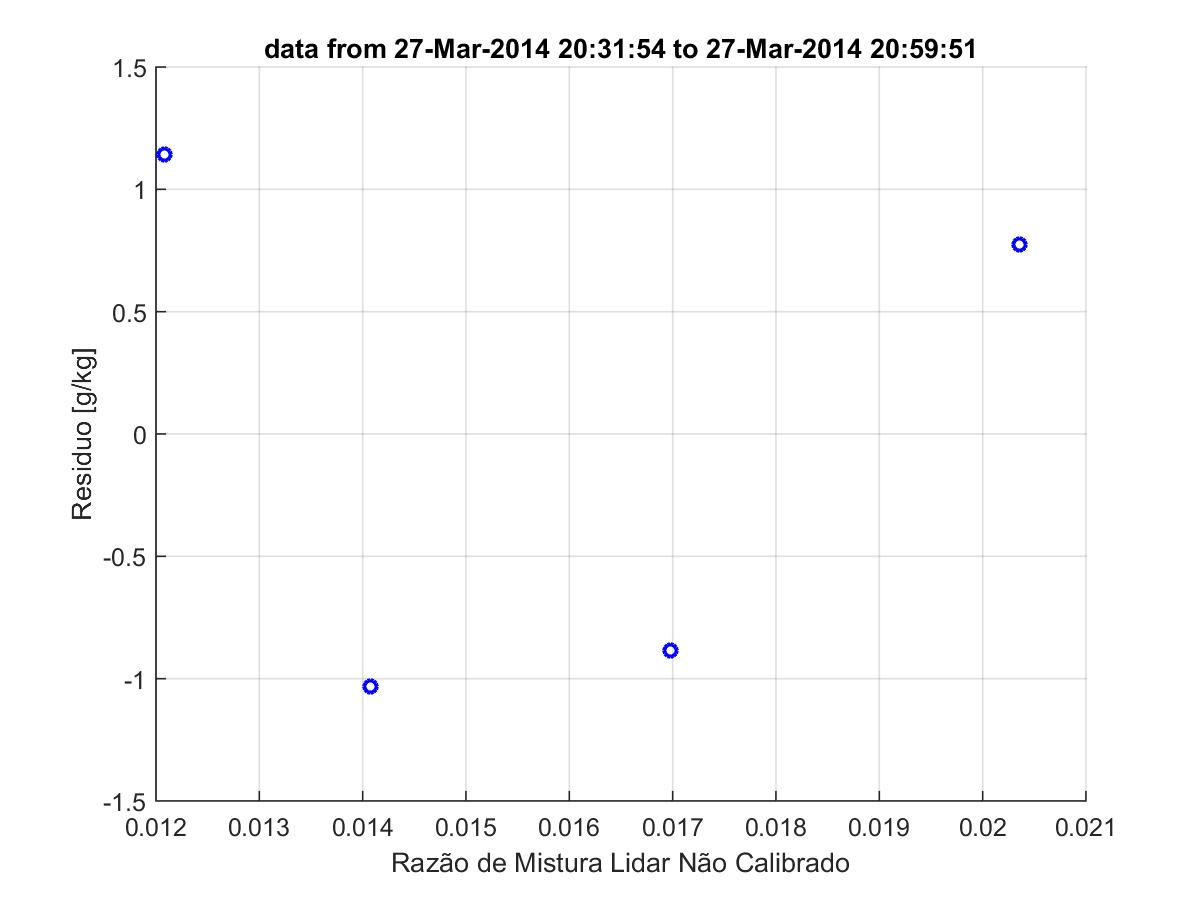 data from 27-Mar-2014 20:31:54 to 27-Mar-2014 20:59:51
1.5
1
0.5
0
-0.5
-1
-1.5
Residuo [g/kg]
0.012 0.013 0.014 0.015 0.016 0.017 0.018 0.019 0.02 0.021
Razão de Mistura Lidar Não Calibrado